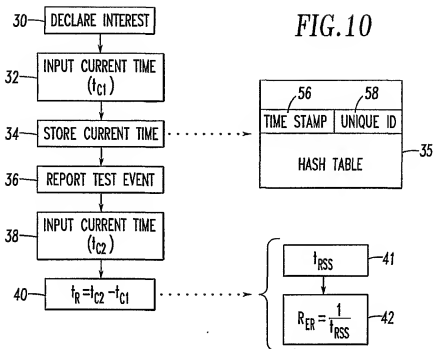 FIG.10
30
DECLARE INTEREST
32
INPUT CURRENT TIME
(tC1)
34
STORE CURRENT TIME
36
REPORT TEST EVENT
38
INPUT CURRENT TIME
(tC2)
40
tR = tC2 - tC1
56
58
TIME STAMP
UNIQUE ID
HASH TABLE
35
tRSS
41
RER = 1
tRSS
42